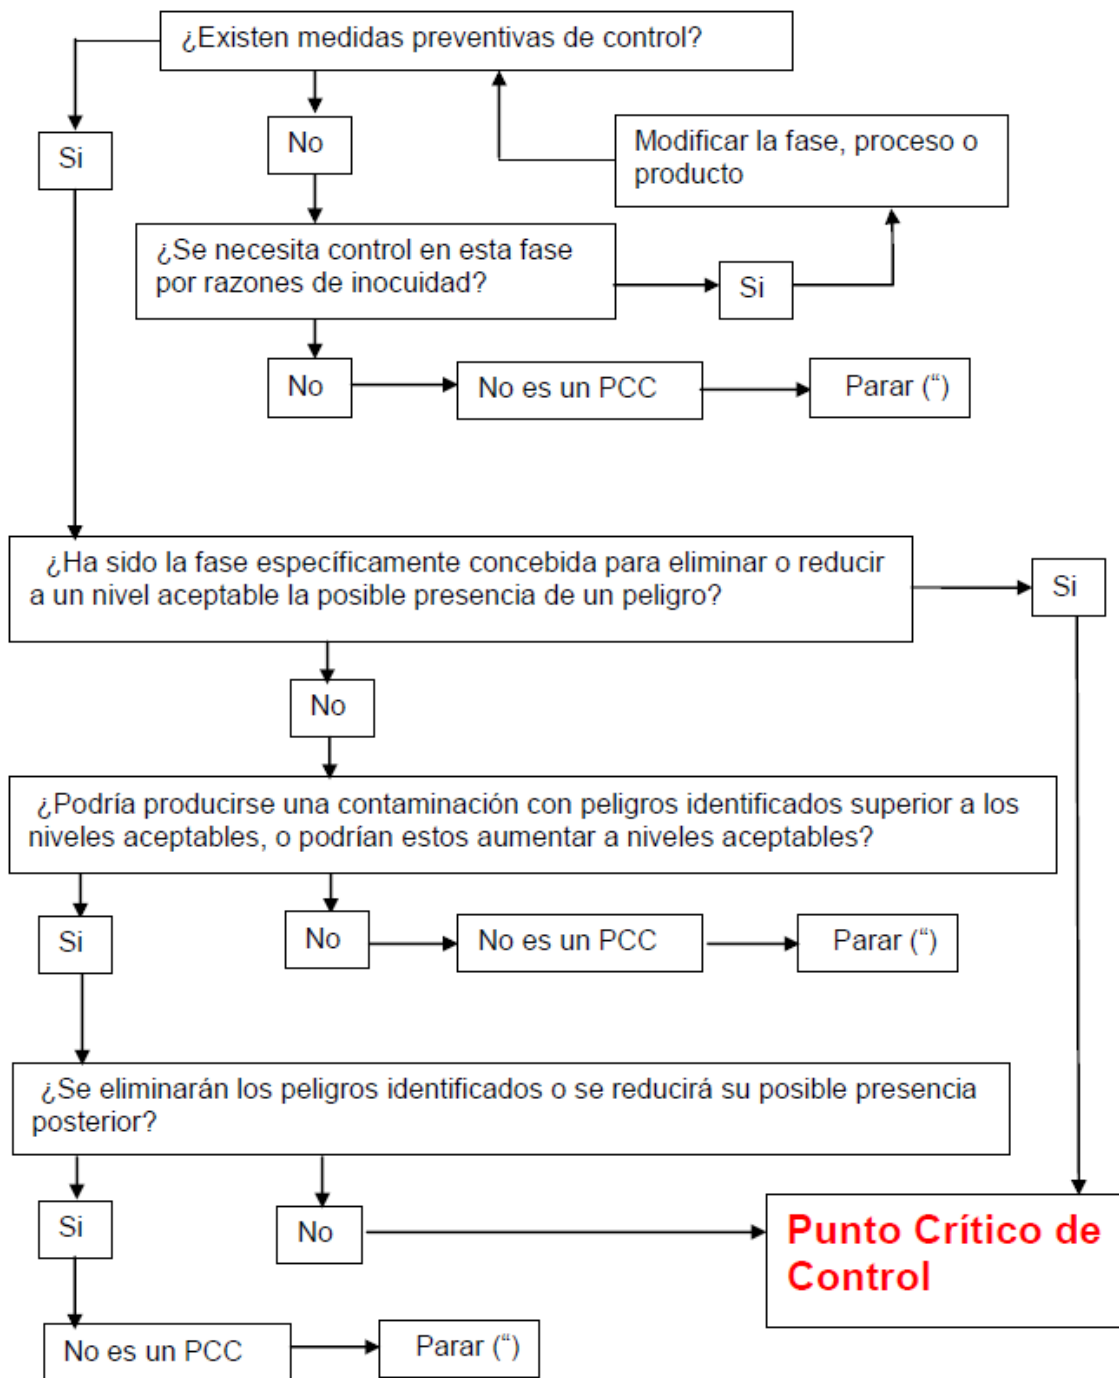 ¿Existen medidas preventivas de control?
Si
No
Modificar la fase, proceso o
producto
¿Se necesita control en esta fase
por razones de inocuidad?
Si
No
No es un PCC
Parar (“)
¿Ha sido la fase específicamente concebida para eliminar o reducir
a un nivel aceptable la posible presencia de un peligro?
Si
No
¿Podría producirse una contaminación con peligros identificados superior a los
niveles aceptables, o podrían estos aumentar a niveles aceptables?
Si
No
No es un PCC
Parar (“)
¿Se eliminarán los peligros identificados o se reducirá su posible presencia
posterior?
Si
No
Punto Crítico de
Control
No es un PCC
Parar (“)